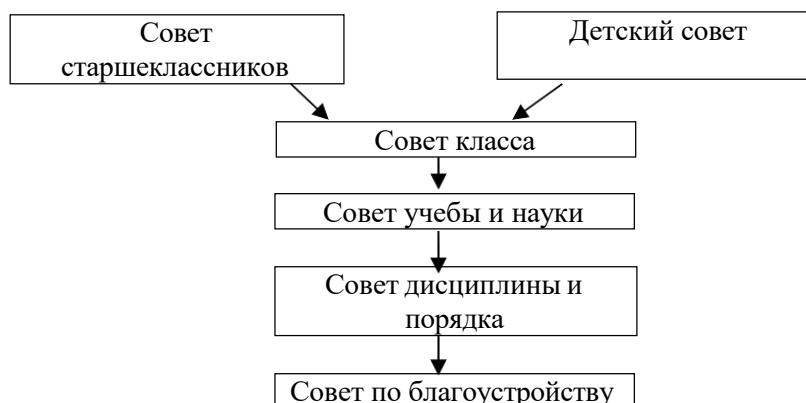 Совет
старшеклассников
Детский совет
Совет класса
Совет учебы и науки
Совет дисциплины и
порядка
Совет по благоустройству